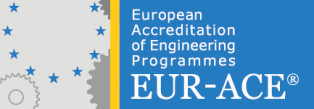 European
Accreditation
of Engineering
Programmes
EUR-ACE®